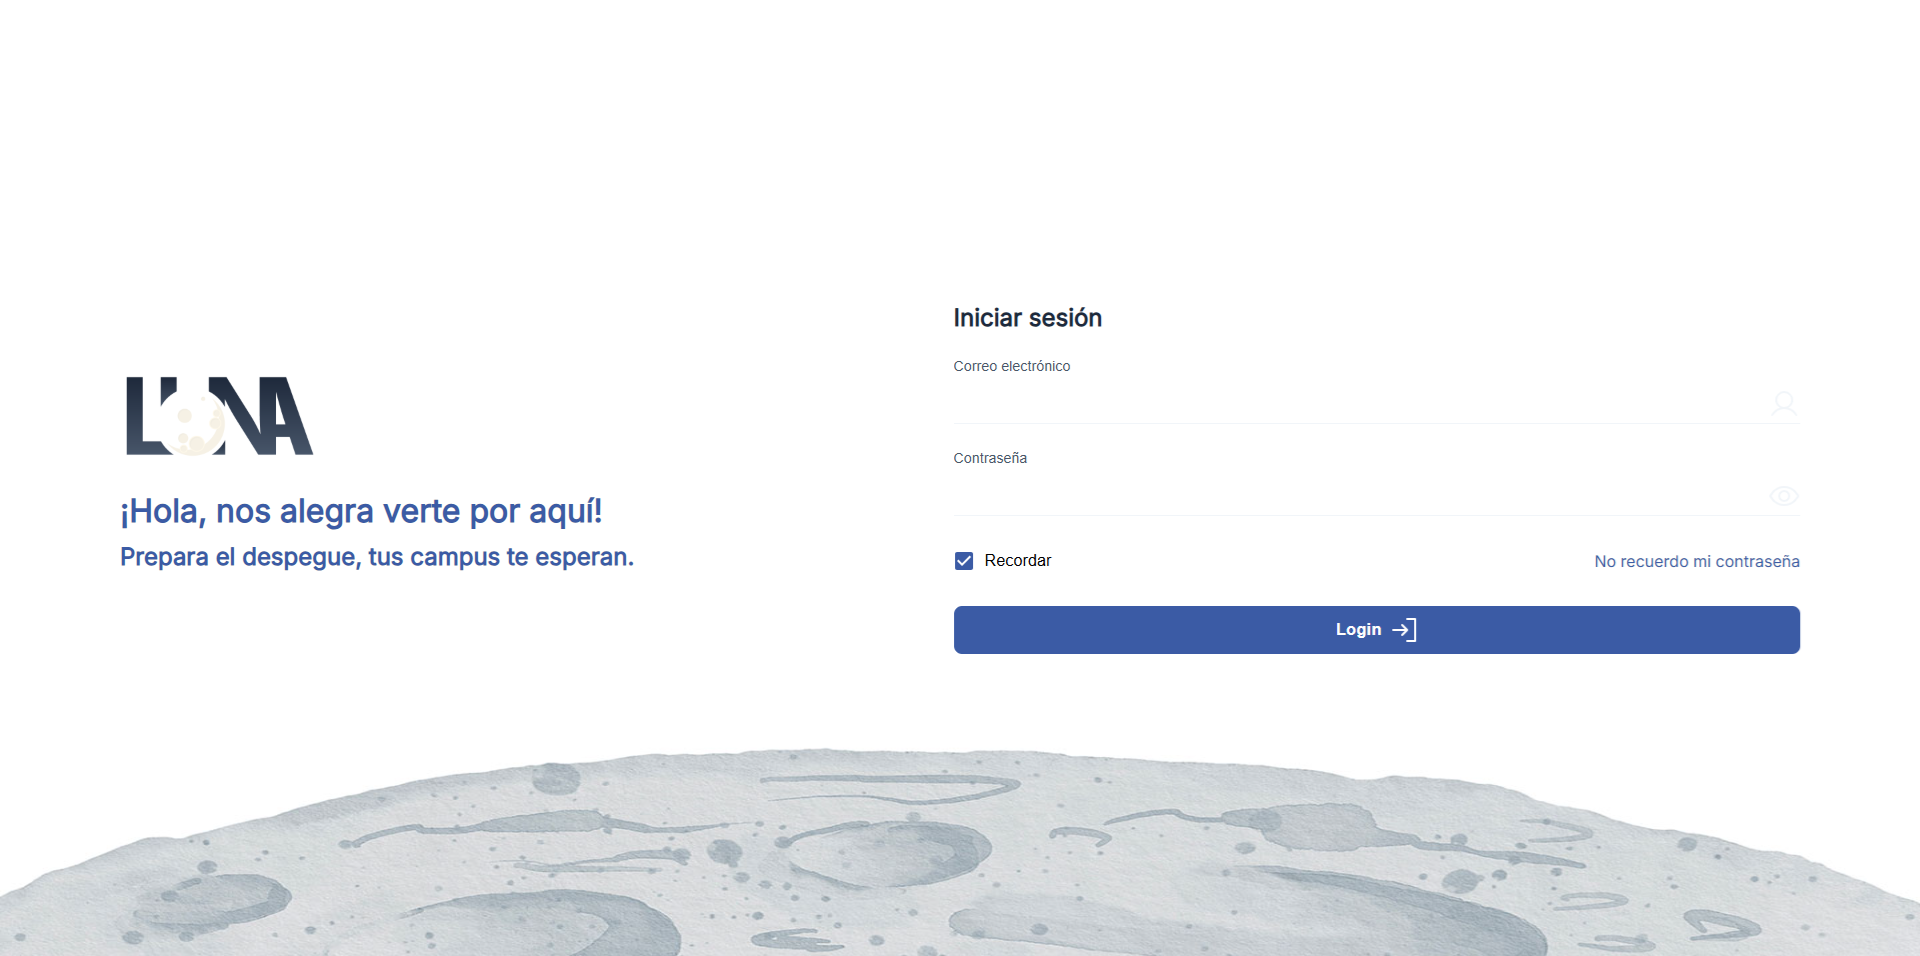 LUNA
¡Hola, nos alegra verte por aquí!
Prepara el despegue, tus campus te esperan.
Iniciar sesión
Correo electrónico
Contraseña
Recordar
No recuerdo mi contraseña
Login